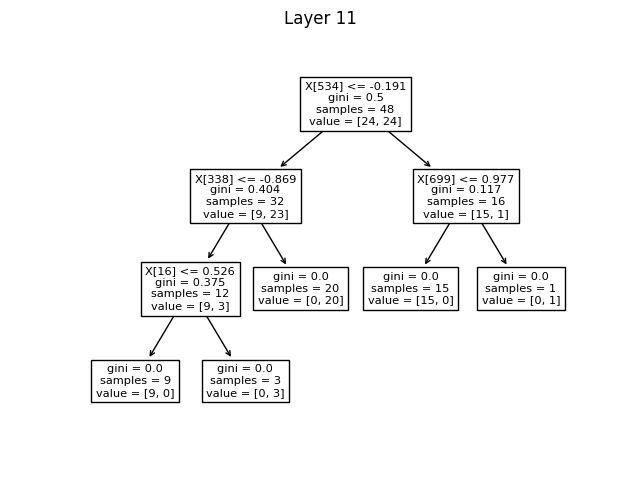 Layer 11
X[534] <= -0.191
gini = 0.5
samples = 48
value = [24, 24]
X[338] <= -0.869
gini = 0.404
samples = 32
value = [9, 23]
X[699] <= 0.977
gini = 0.117
samples = 16
value = [15, 1]
X[16] <= 0.526
gini = 0.375
samples = 12
value = [9, 3]
gini = 0.0
samples = 20
value = [0, 20]
gini = 0.0
samples = 15
value = [15, 0]
gini = 0.0
samples = 1
value = [0, 1]
gini = 0.0
samples = 9
value = [9, 0]
gini = 0.0
samples = 3
value = [0, 3]